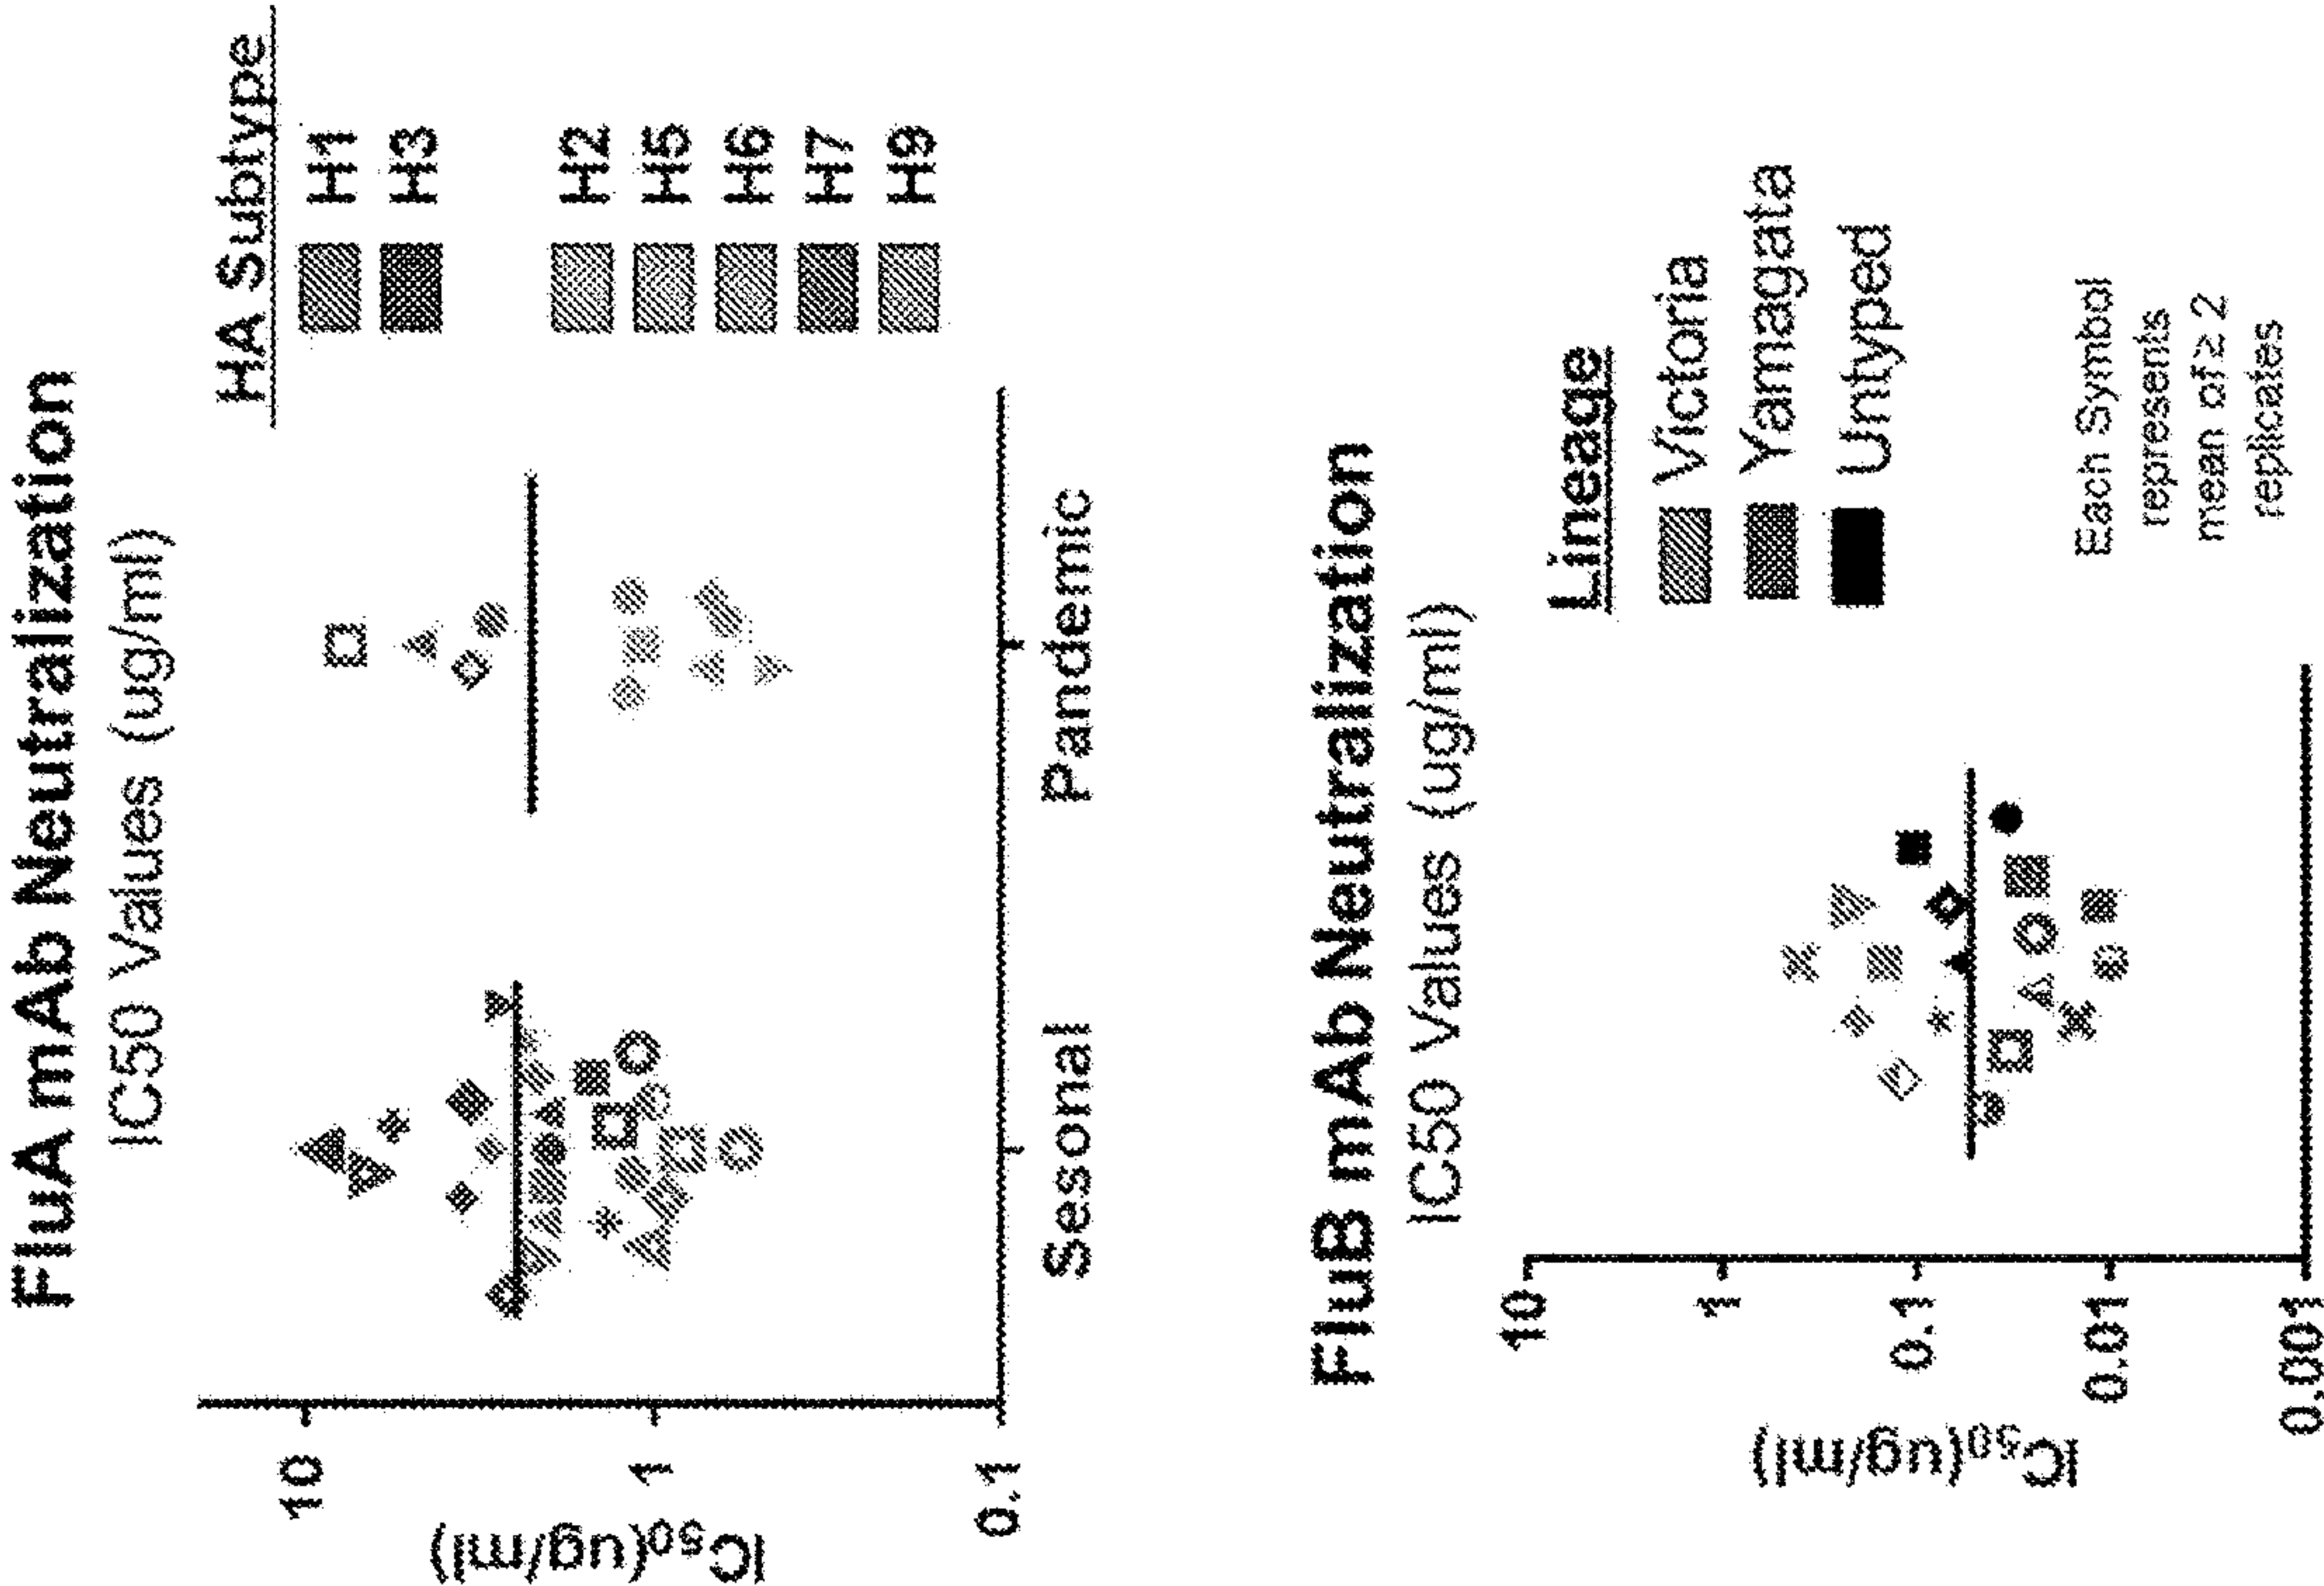 FluA mAb Neutralization
IC50 Values (ug/ml)
HA Subtype
H1
H3
H2
H5
H6
H7
H9
IC50(ug/ml)
10
1
0.1
Sesonal
Pandemic
FluB mAb Neutralization
IC50 Values (ug/ml)
Lineage
Victoria
Yamagata
Untyped
IC50(ug/ml)
10
1
0.1
0.01
0.001
Each Symbol
represents
mean of ≥ 2
replicates